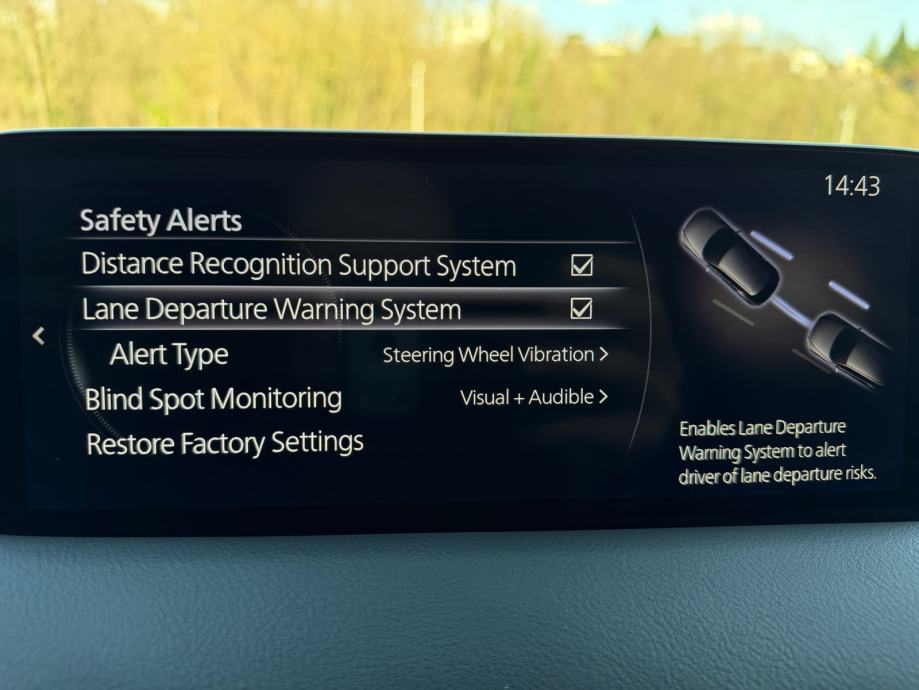 14:43
Safety Alerts
Distance Recognition Support System
Lane Departure Warning System
Alert Type Steering Wheel Vibration >
Blind Spot Monitoring Visual + Audible >
Restore Factory Settings
Enables Lane Departure
Warning System to alert
driver of lane departure risks.